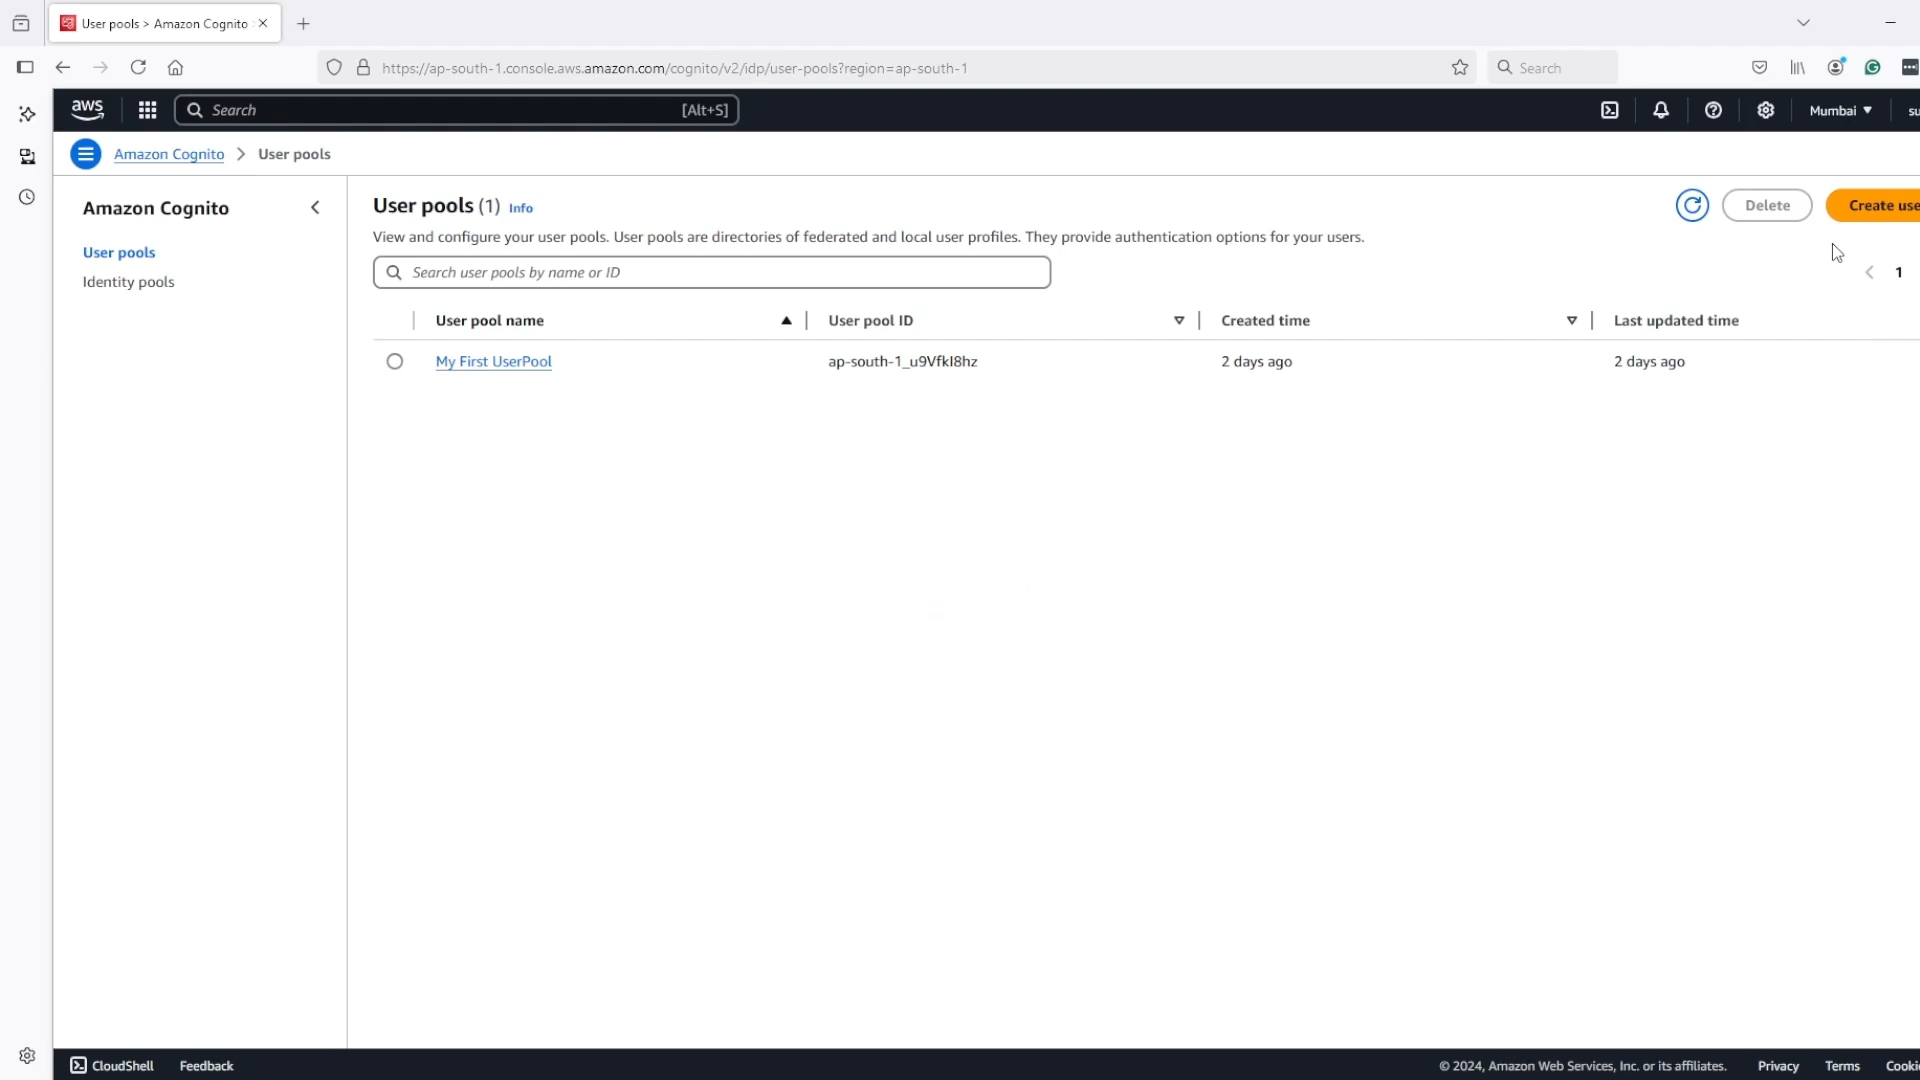 User pools > Amazon Cognito
https://ap-south-1.console.aws.amazon.com/cognito/v2/idp/user-pools?region=ap-south-1
Search
aws
Search
[Alt+S]
Mumbai
su
Amazon Cognito > User pools
Amazon Cognito
User pools
Identity pools
User pools (1) Info
Delete
Create use
View and configure your user pools. User pools are directories of federated and local user profiles. They provide authentication options for your users.
Search user pools by name or ID
1
User pool name
User pool ID
Created time
Last updated time
My First UserPool
2 days ago
2 days ago
CloudShell
Feedback
© 2024, Amazon Web Services, Inc. or its affiliates.
Privacy
Terms
Cooki